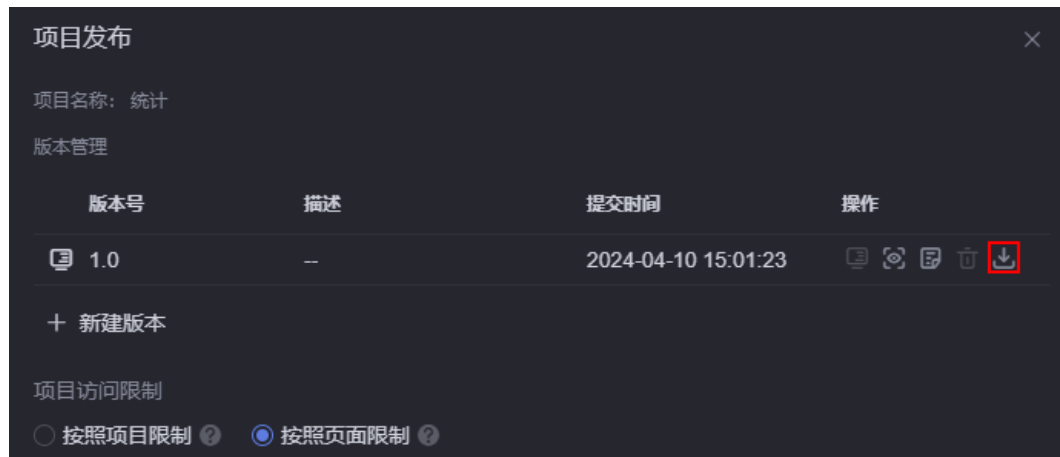 项目发布
项目名称: 统计
版本管理
版本号 描述 提交时间 操作
1.0 -- 2024-04-10 15:01:23
+ 新建版本
项目访问限制
按照项目限制 ? 按照页面限制 ?